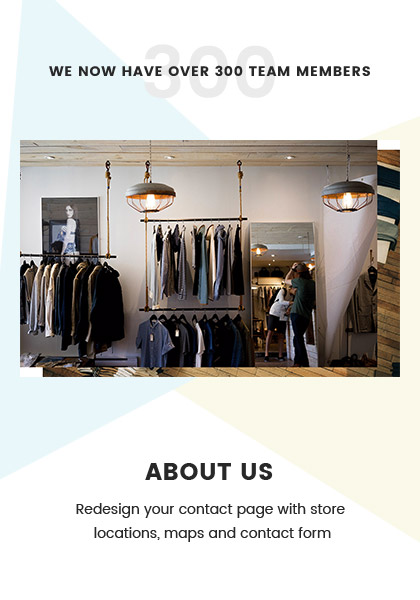 300
WE NOW HAVE OVER 300 TEAM MEMBERS
ABOUT US
Redesign your contact page with store
locations, maps and contact form